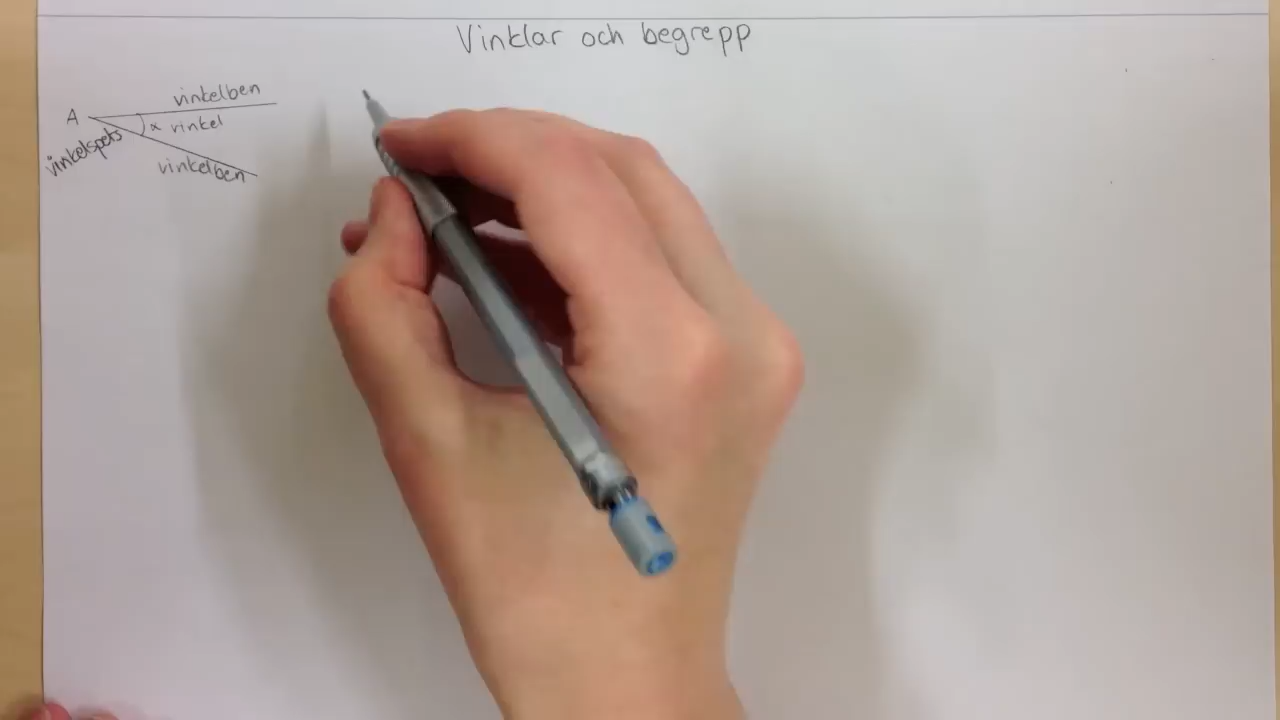 Vinklar och begrepp
vinkelben
A
α vinkel
vinkelspets
vinkelben